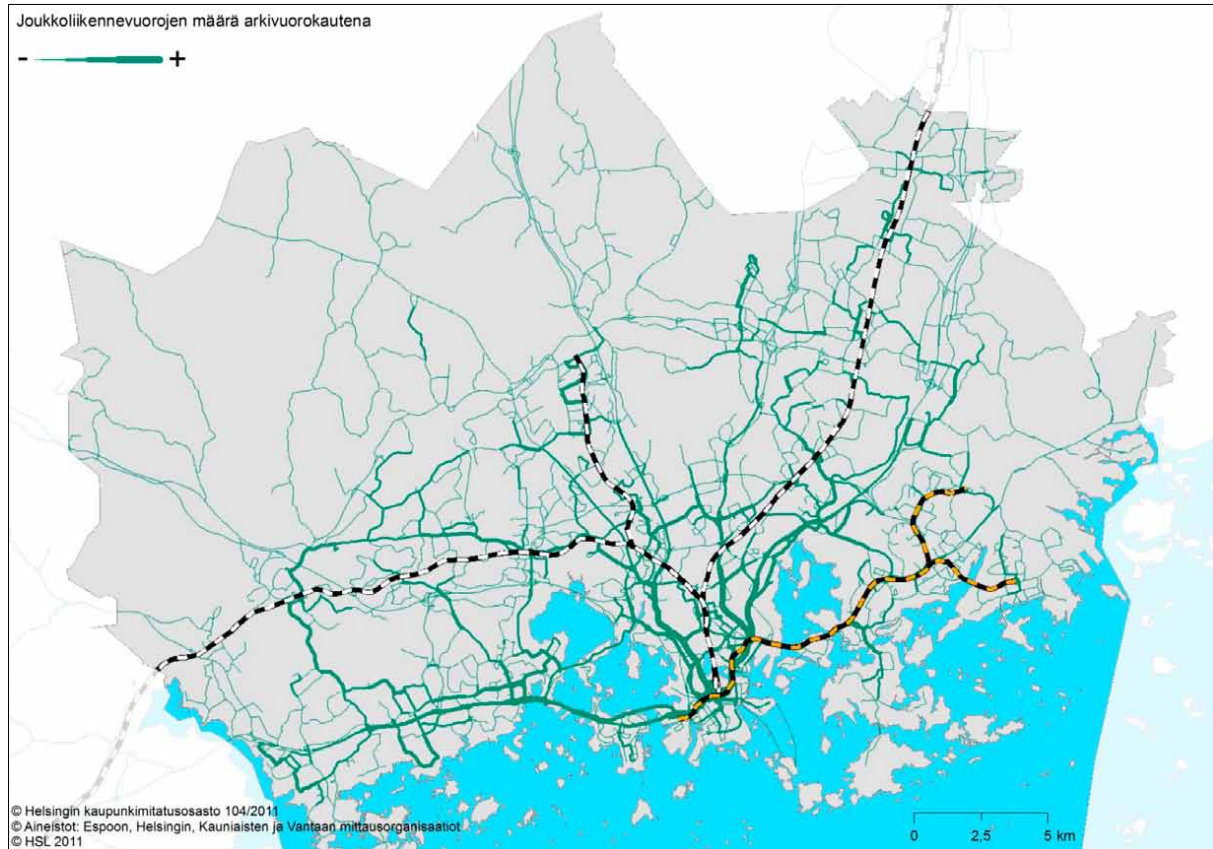 Joukkoliikennevuorojen määrä arkivuorokautena
- +
© Helsingin kaupunkimitatusosasto 104/2011
© Aineistot: Espoon, Helsingin, Kauniaisten ja Vantaan mittausorganisaatiot
© HSL 2011
0 2,5 5 km